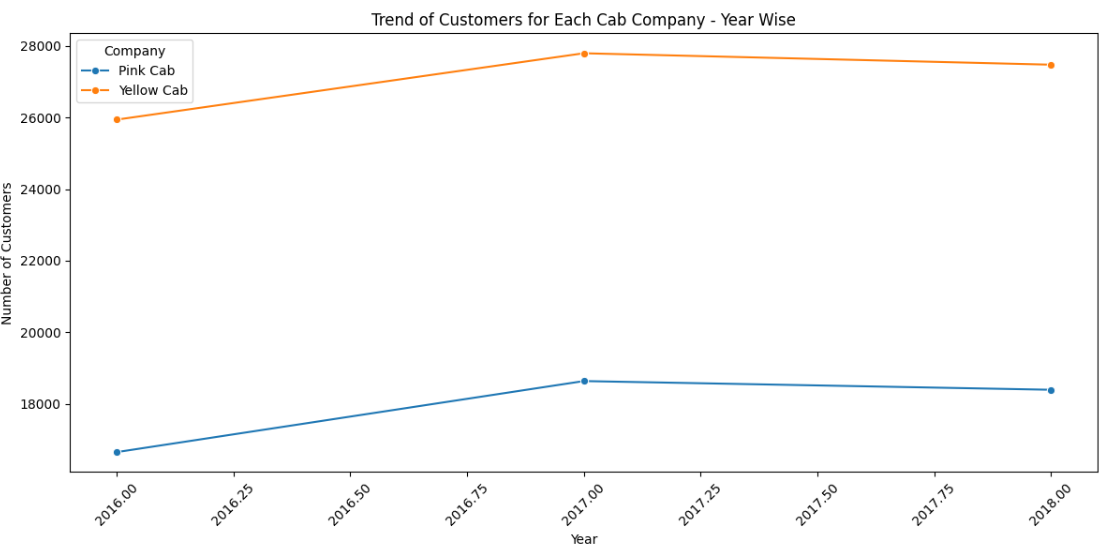 Trend of Customers for Each Cab Company - Year Wise
Company
Pink Cab
Yellow Cab
Number of Customers
28000
26000
24000
22000
20000
18000
2016.00
2016.25
2016.50
2016.75
2017.00
2017.25
2017.50
2017.75
2018.00
Year